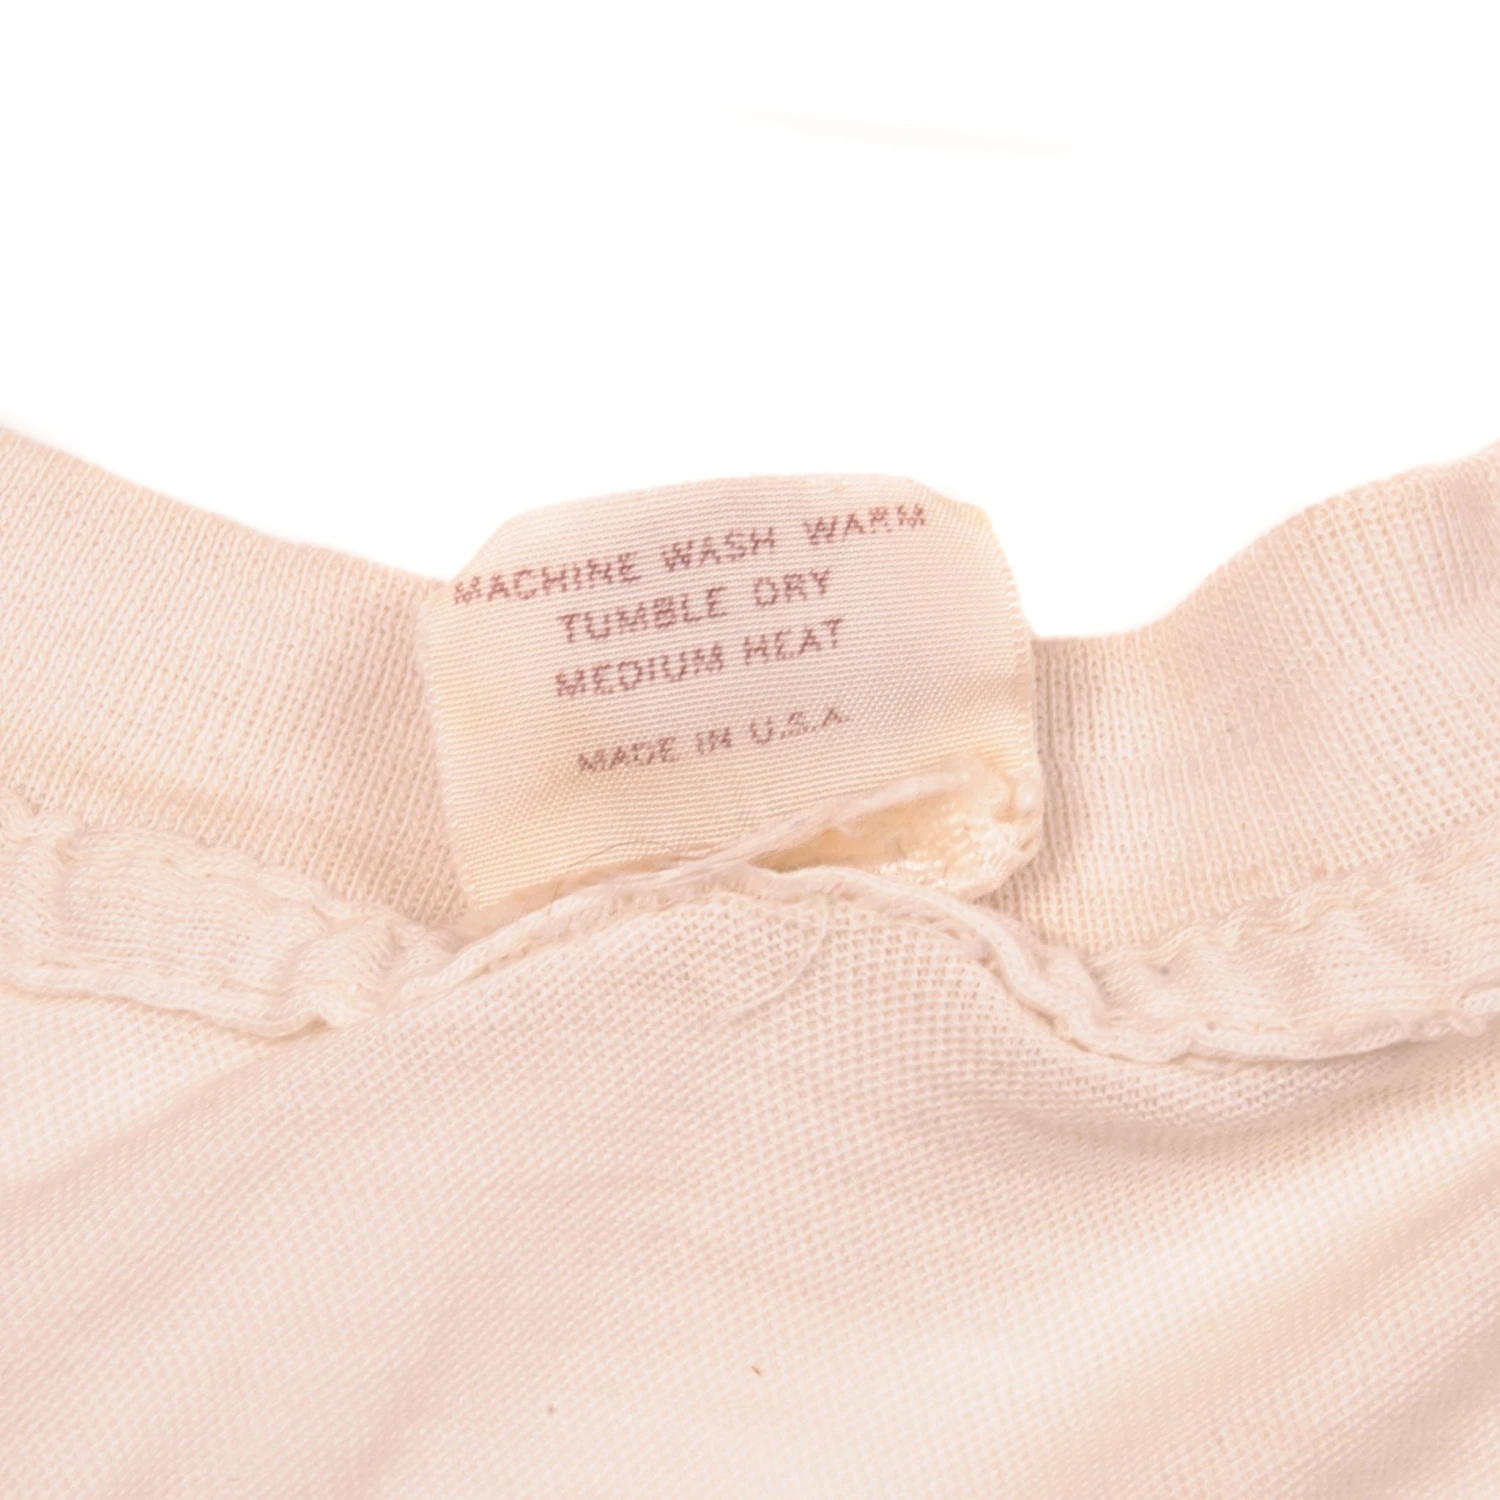 MACHINE WASH WARM
TUMBLE DRY
MEDIUM HEAT
MADE IN U.S.A.